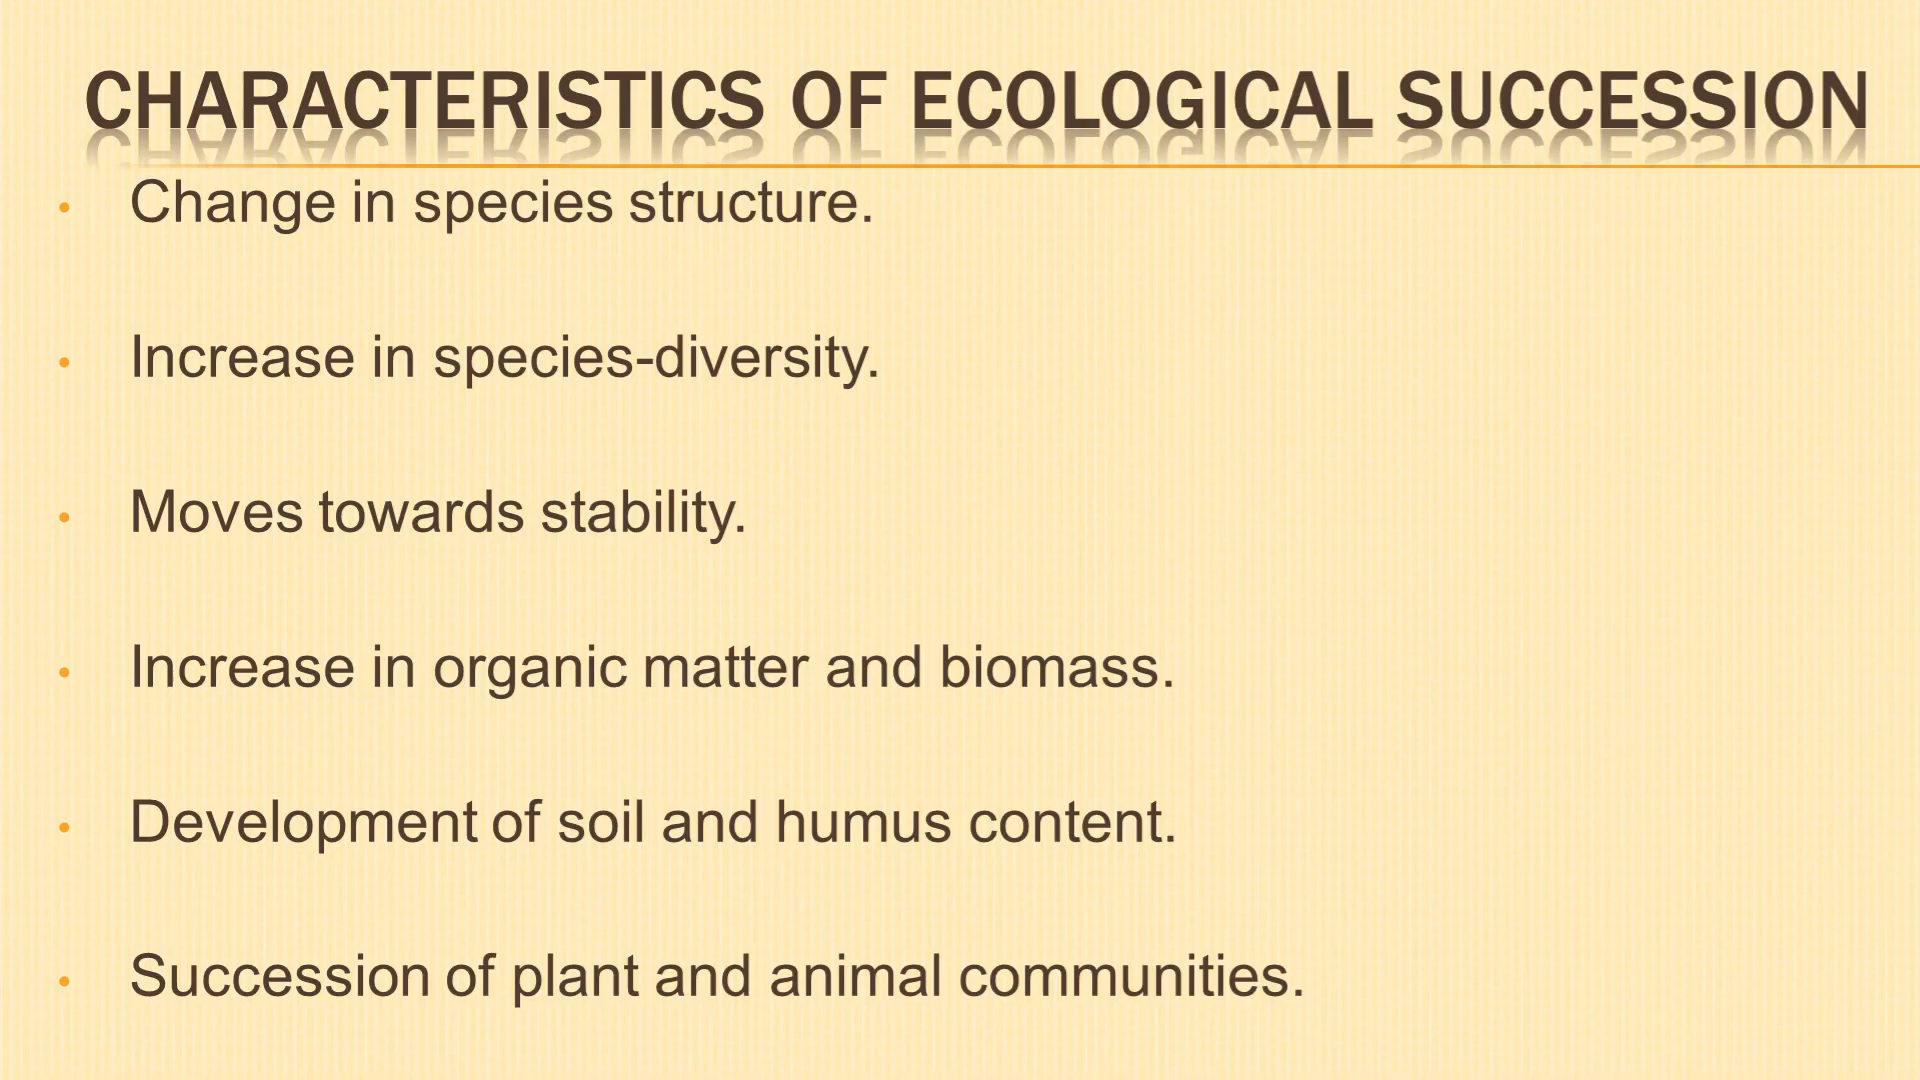 CHARACTERISTICS OF ECOLOGICAL SUCCESSION
• Change in species structure.
• Increase in species-diversity.
• Moves towards stability.
• Increase in organic matter and biomass.
• Development of soil and humus content.
• Succession of plant and animal communities.